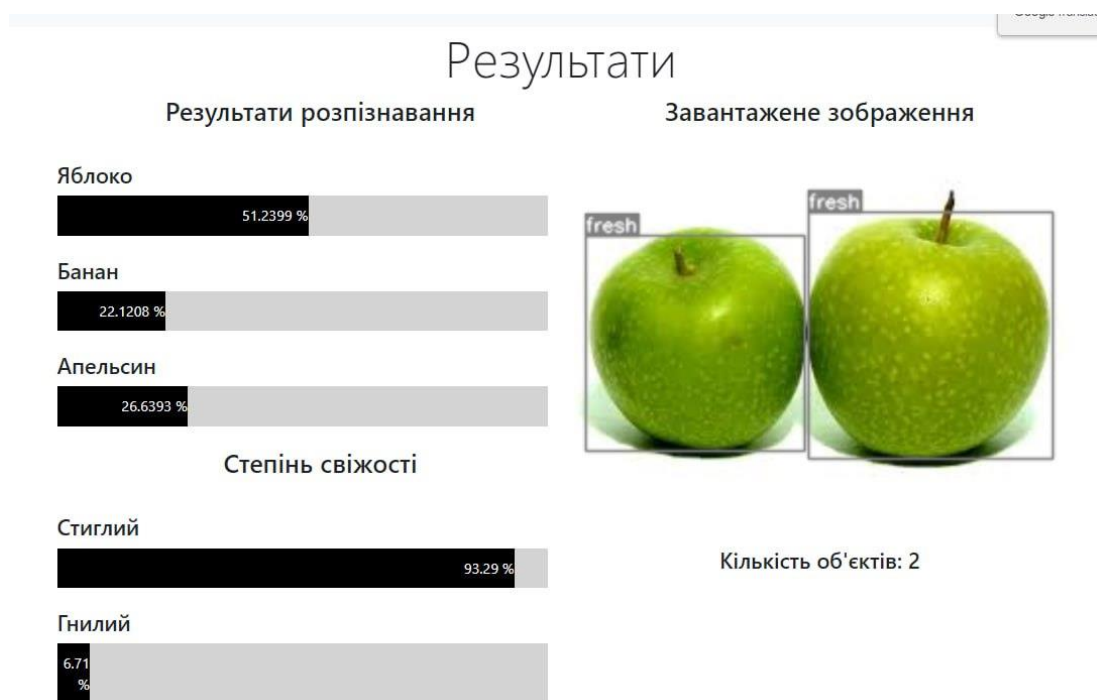 Результати
Результати розпізнавання
Яблоко
51.2399 %
Банан
22.1208 %
Апельсин
26.6393 %
Степінь свіжості
Стиглий
93.29 %
Гнилий
6.71
%
Завантажене зображення
fresh
fresh
Кількість об'єктів: 2